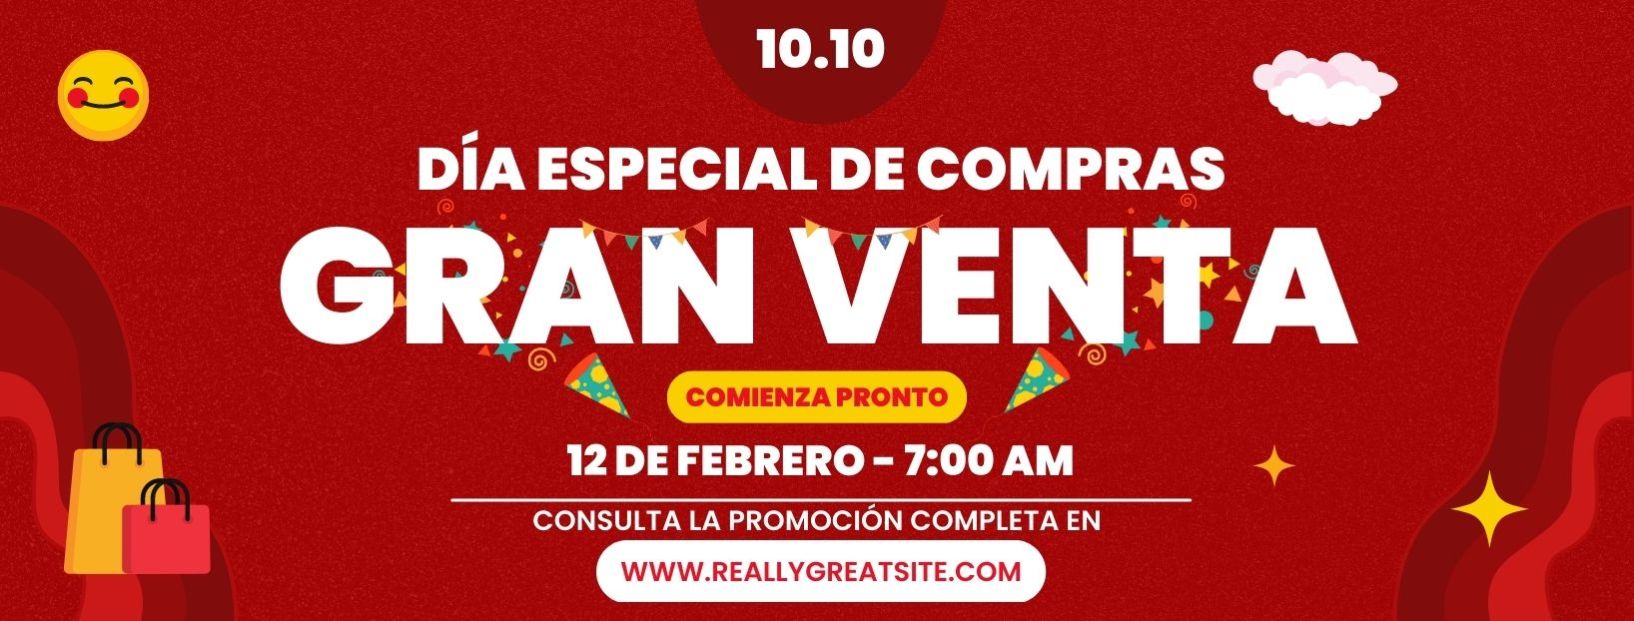 10.10
DÍA ESPECIAL DE COMPRAS
GRAN VENTA
COMIENZA PRONTO
12 DE FEBRERO - 7:00 AM
CONSULTA LA PROMOCIÓN COMPLETA EN
WWW.REALLYGREATSITE.COM